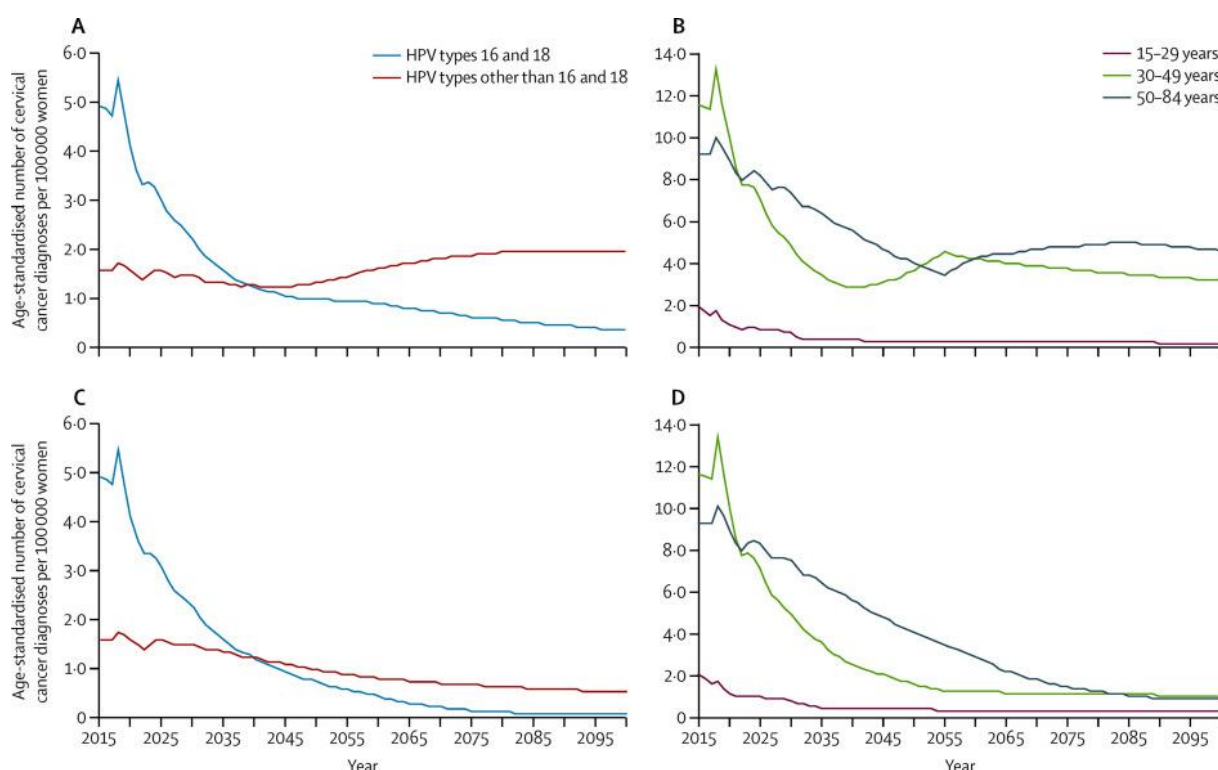 A
Age-standardised number of cervical
cancer diagnoses per 100 000 women
6·0
5·0
4·0
3·0
2·0
1·0
0
HPV types 16 and 18
HPV types other than 16 and 18
B
14·0
12·0
10·0
8·0
6·0
4·0
2·0
0
15–29 years
30–49 years
50–84 years
C
Age-standardised number of cervical
cancer diagnoses per 100 000 women
6·0
5·0
4·0
3·0
2·0
1·0
0
2015 2025 2035 2045 2055 2065 2075 2085 2095
Year
D
14·0
12·0
10·0
8·0
6·0
4·0
2·0
0
2015 2025 2035 2045 2055 2065 2075 2085 2095
Year